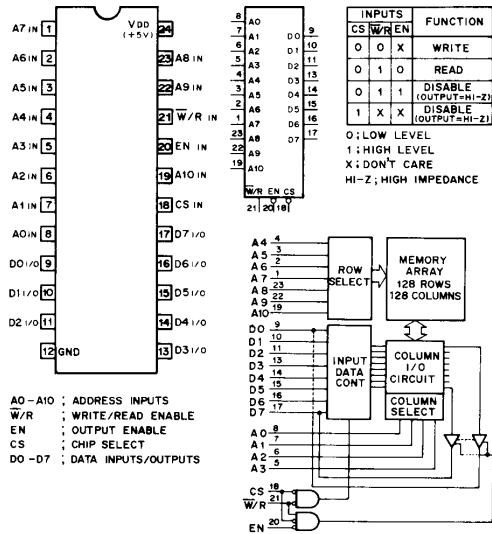 A7 IN 1
VDD (+5V) 24
A6 IN 2
23 A8 IN
A5 IN 3
22 A9 IN
A4 IN 4
21 W̅/R IN
A3 IN 5
20 EN IN
A2 IN 6
19 A10 IN
A1 IN 7
18 CS IN
A0 IN 8
17 D7 I/O
D0 I/O 9
16 D6 I/O
D1 I/O 10
15 D5 I/O
D2 I/O 11
14 D4 I/O
12 GND
13 D3 I/O
A0-A10 ; ADDRESS INPUTS
W̅/R ; WRITE/READ ENABLE
EN ; OUTPUT ENABLE
CS ; CHIP SELECT
D0-D7 ; DATA INPUTS/OUTPUTS
8 A0
7 A1
6 A2
5 A3
4 A4
3 A5
2 A6
1 A7
23 A8
22 A9
19 A10
D0 9
D1 10
D2 11
D3 13
D4 14
D5 15
D6 16
D7 17
W̅/R EN CS
21 20 18
INPUTS FUNCTION
CS W̅/R EN
0 0 X WRITE
0 1 0 READ
0 1 1 DISABLE (OUTPUT=HI-Z)
1 X X DISABLE (OUTPUT=HI-Z)
0 ; LOW LEVEL
1 ; HIGH LEVEL
X ; DON'T CARE
HI-Z ; HIGH IMPEDANCE
A4 4
A5 3
A6 2
A7 1
A8 23
A9 22
A10 19
ROW SELECT
MEMORY ARRAY
128 ROWS
128 COLUMNS
D0 9
D1 10
D2 11
D3 13
D4 14
D5 15
D6 16
D7 17
INPUT DATA CONT
COLUMN I/O CIRCUIT
COLUMN SELECT
A0 8
A1 7
A2 6
A3 5
CS 18
W̅/R 21
EN 20